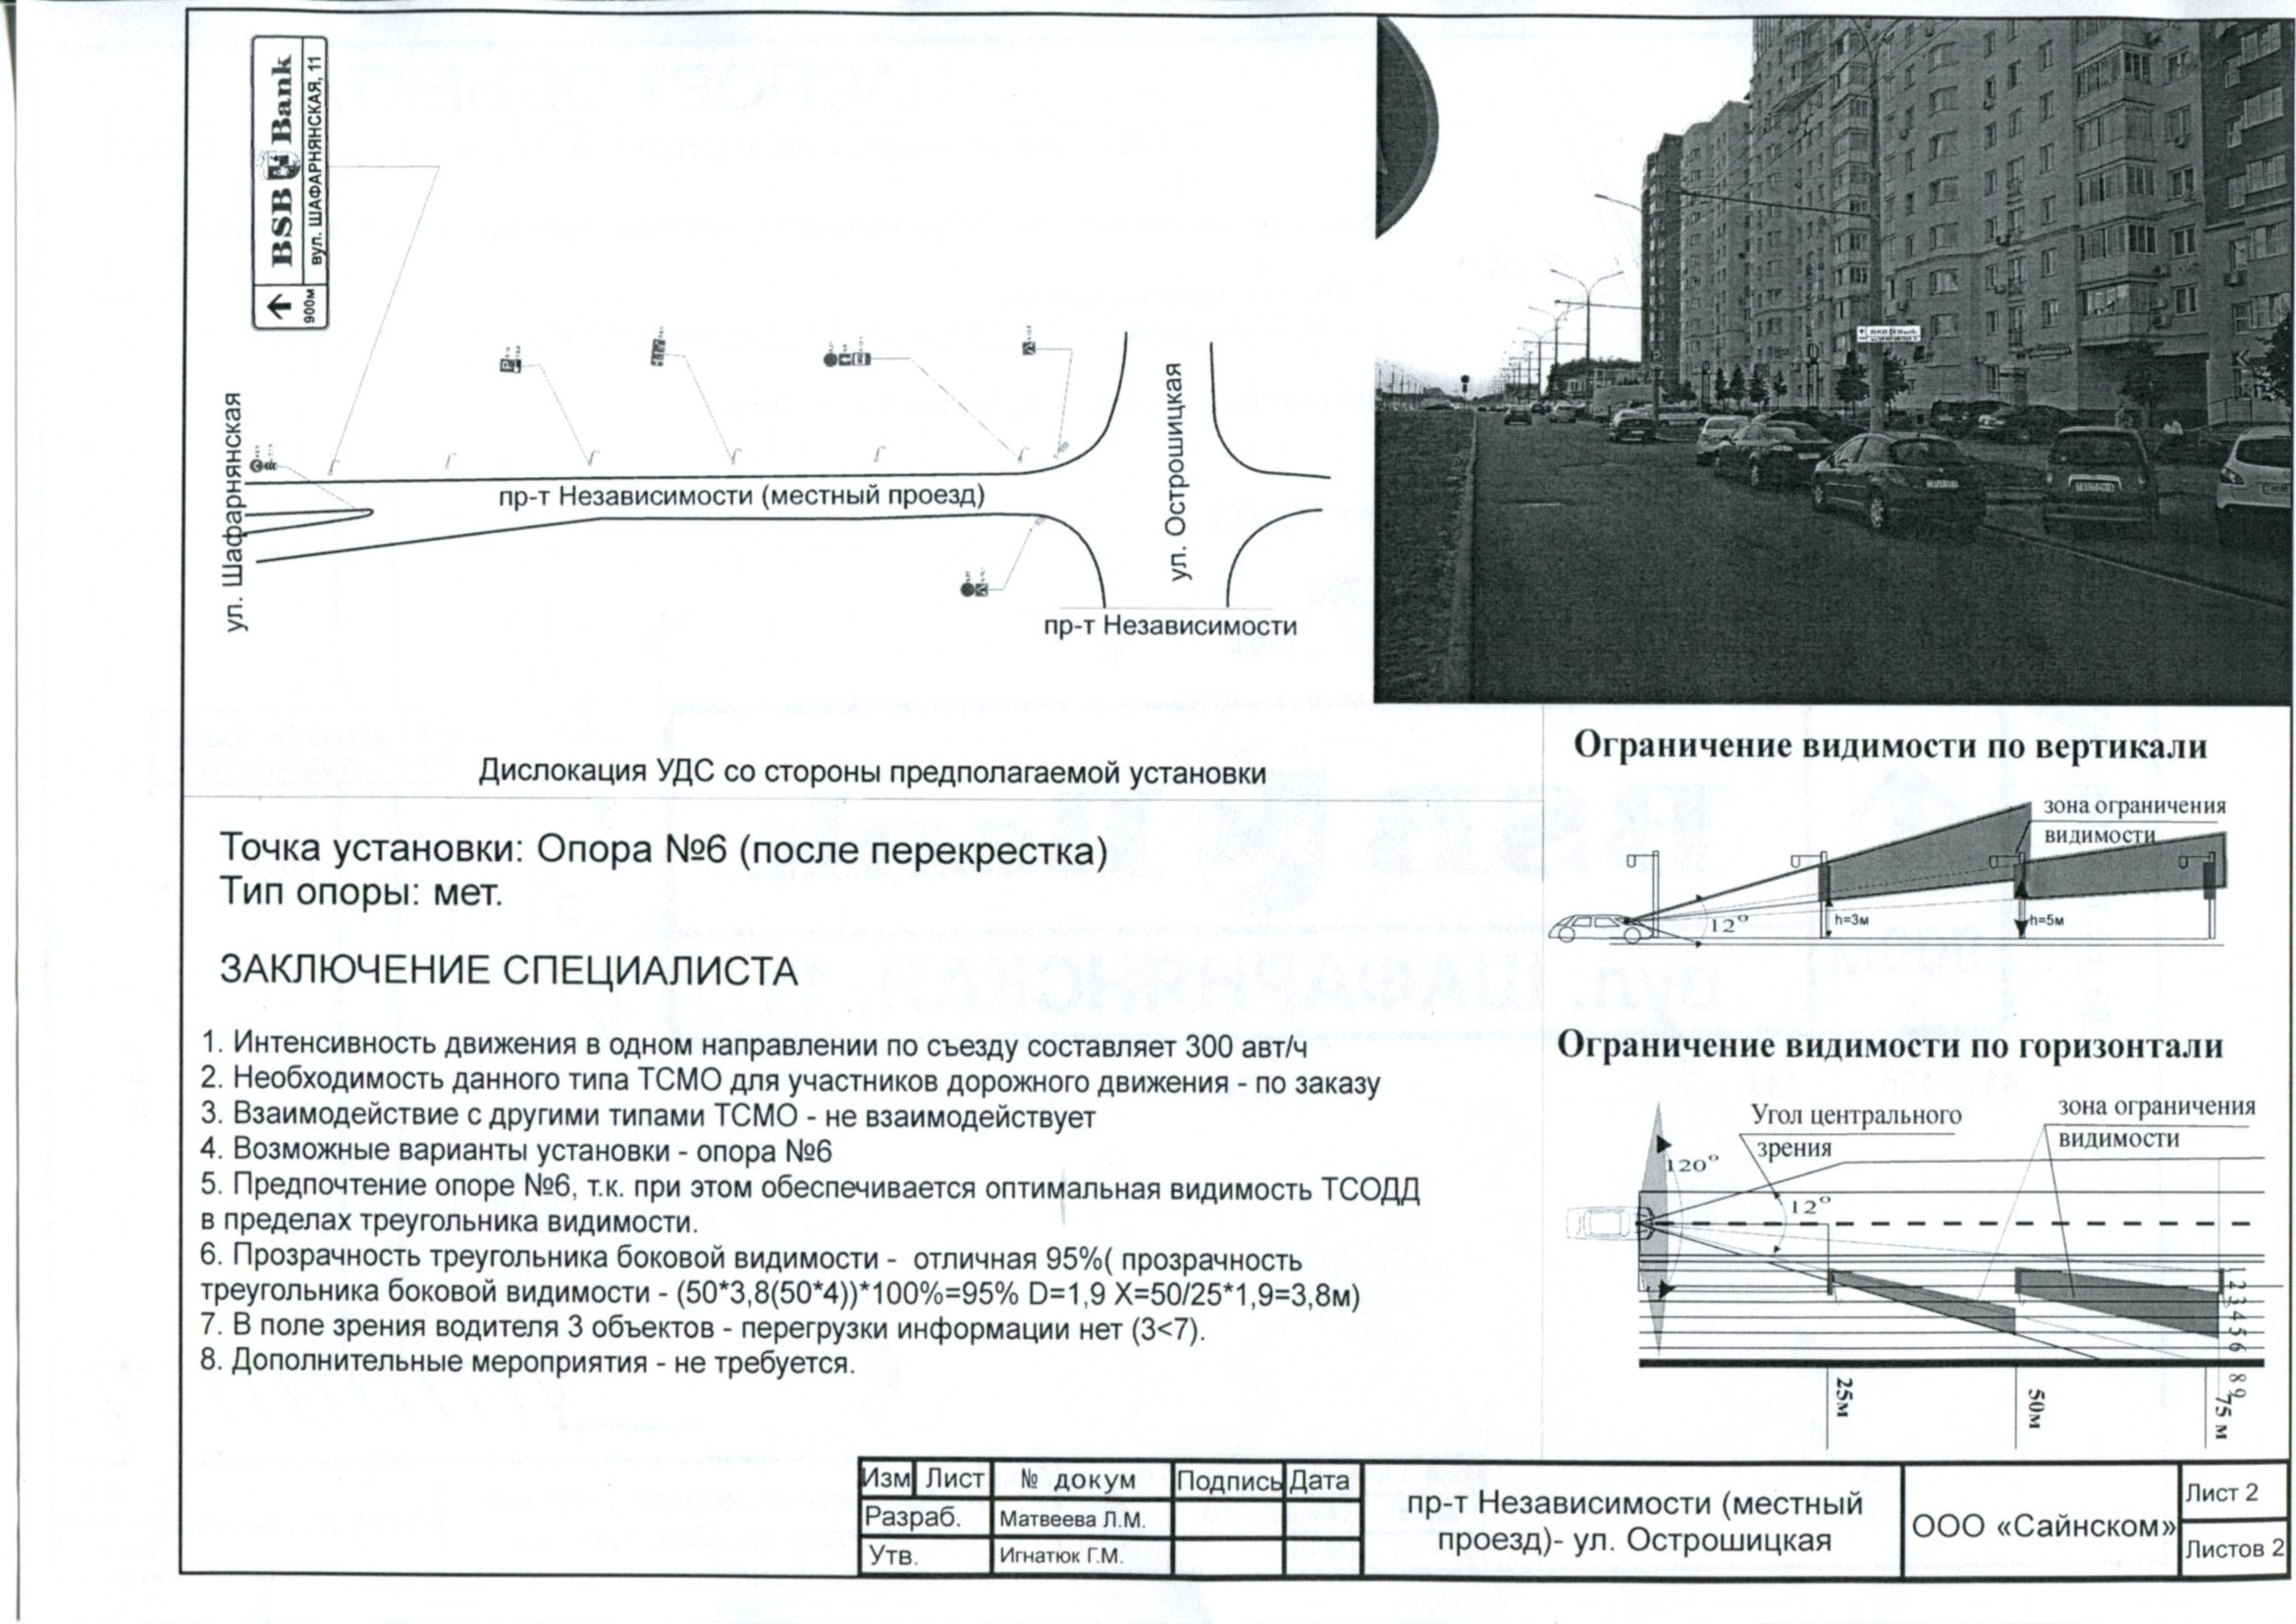 BSB Bank
вул. ШАФАРНЯНСКАЯ, 11
900м
ул. Шафарнянская
пр-т Независимости (местный проезд)
ул. Острошицкая
пр-т Независимости
Дислокация УДС со стороны предполагаемой установки
Точка установки: Опора №6 (после перекрестка)
Тип опоры: мет.
ЗАКЛЮЧЕНИЕ СПЕЦИАЛИСТА
1. Интенсивность движения в одном направлении по съезду составляет 300 авт/ч
2. Необходимость данного типа ТСМО для участников дорожного движения - по заказу
3. Взаимодействие с другими типами ТСМО - не взаимодействует
4. Возможные варианты установки - опора №6
5. Предпочтение опоре №6, т.к. при этом обеспечивается оптимальная видимость ТСОДД
в пределах треугольника видимости.
6. Прозрачность треугольника боковой видимости - отличная 95%( прозрачность
треугольника боковой видимости - (50*3,8(50*4))*100%=95% D=1,9 X=50/25*1,9=3,8м)
7. В поле зрения водителя 3 объектов - перегрузки информации нет (3<7).
8. Дополнительные мероприятия - не требуется.
Ограничение видимости по вертикали
зона ограничения
видимости
12°
h=3м
h=5м
Ограничение видимости по горизонтали
Угол центрального
зрения
зона ограничения
видимости
120°
12°
1 2 3 4 5 6
8 9
25м
50м
75 м
Изм Лист № докум Подпись Дата
Разраб. Матвеева Л.М.
Утв. Игнатюк Г.М.
пр-т Независимости (местный
проезд)- ул. Острошицкая
ООО «Сайнском»
Лист 2
Листов 2